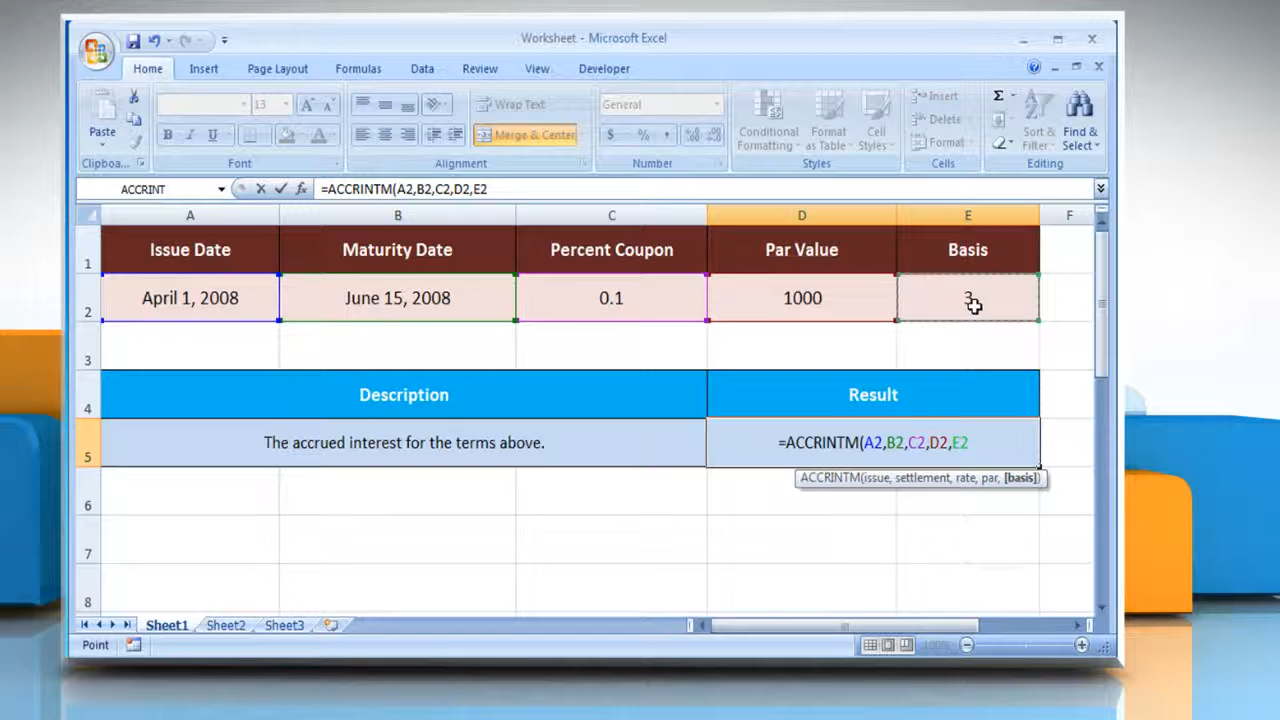 Worksheet - Microsoft Excel
Home Insert Page Layout Formulas Data Review View Developer
13 A A Wrap Text General Insert Σ
Paste B I U A Merge & Center $ % , Conditional Formatting Format as Table Cell Styles Delete Format Sort & Filter Find & Select
Clipboa... Font Alignment Number Styles Cells Editing
ACCRINT fx =ACCRINTM(A2,B2,C2,D2,E2
A B C D E F
1 Issue Date Maturity Date Percent Coupon Par Value Basis
2 April 1, 2008 June 15, 2008 0.1 1000 3
3
4 Description Result
5 The accrued interest for the terms above. =ACCRINTM(A2,B2,C2,D2,E2
ACCRINTM(issue, settlement, rate, par, [basis])
6
7
8
Sheet1 Sheet2 Sheet3
Point 100%